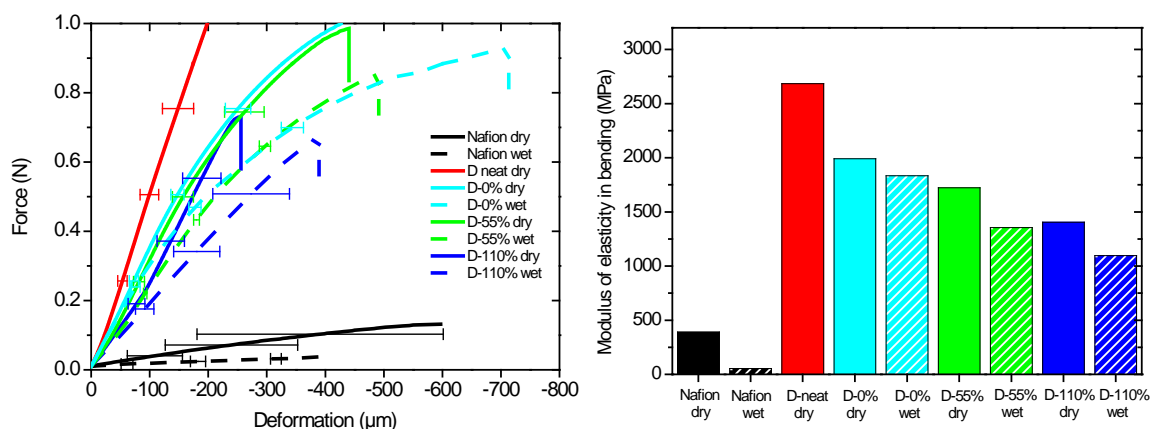 1.0
0.8
0.6
0.4
0.2
0.0
Force (N)
0 -100 -200 -300 -400 -500 -600 -700 -800
Deformation (µm)
Nafion dry
Nafion wet
D neat dry
D-0% dry
D-0% wet
D-55% dry
D-55% wet
D-110% dry
D-110% wet
3000
2500
2000
1500
1000
500
0
Modulus of elasticity in bending (MPa)
Nafion Nafion D-neat D-0% D-0% D-55% D-55% D-110% D-110%
dry wet dry dry wet dry wet dry wet